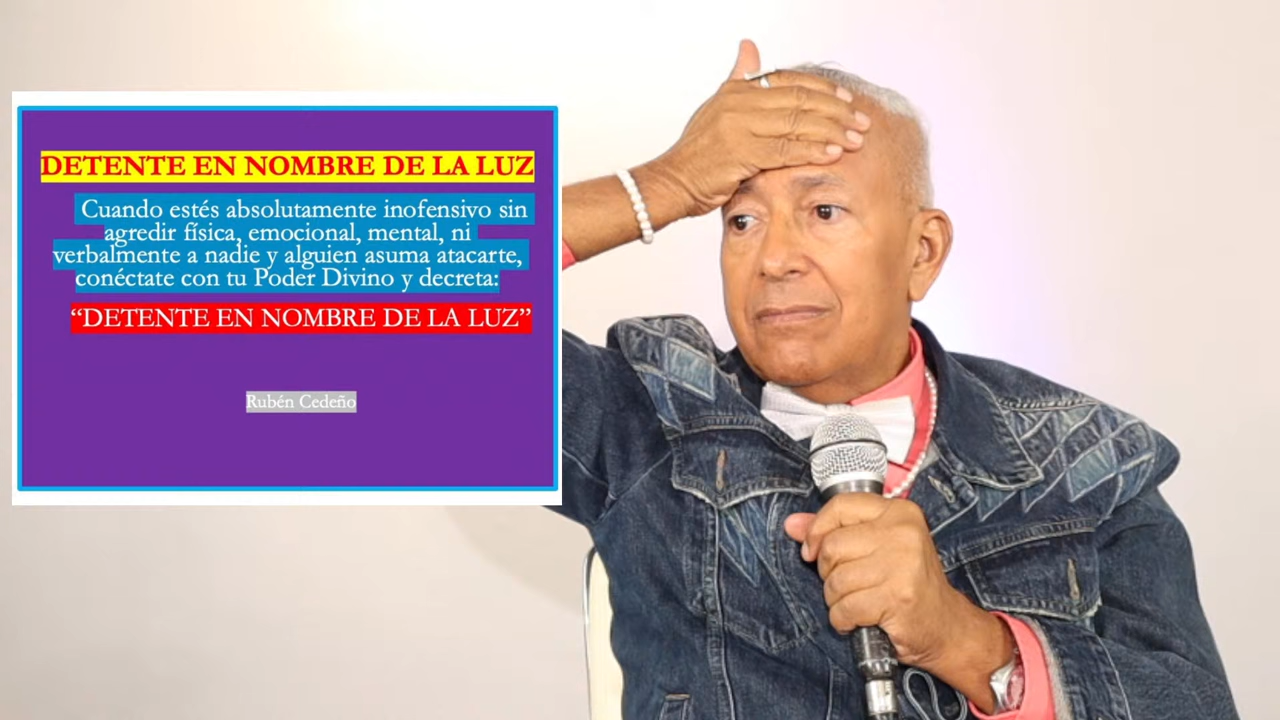 DETENTE EN NOMBRE DE LA LUZ
Cuando estés absolutamente inofensivo sin
agredir física, emocional, mental, ni
verbalmente a nadie y alguien asuma atacarte,
conéctate con tu Poder Divino y decreta:
“DETENTE EN NOMBRE DE LA LUZ”
Rubén Cedeño